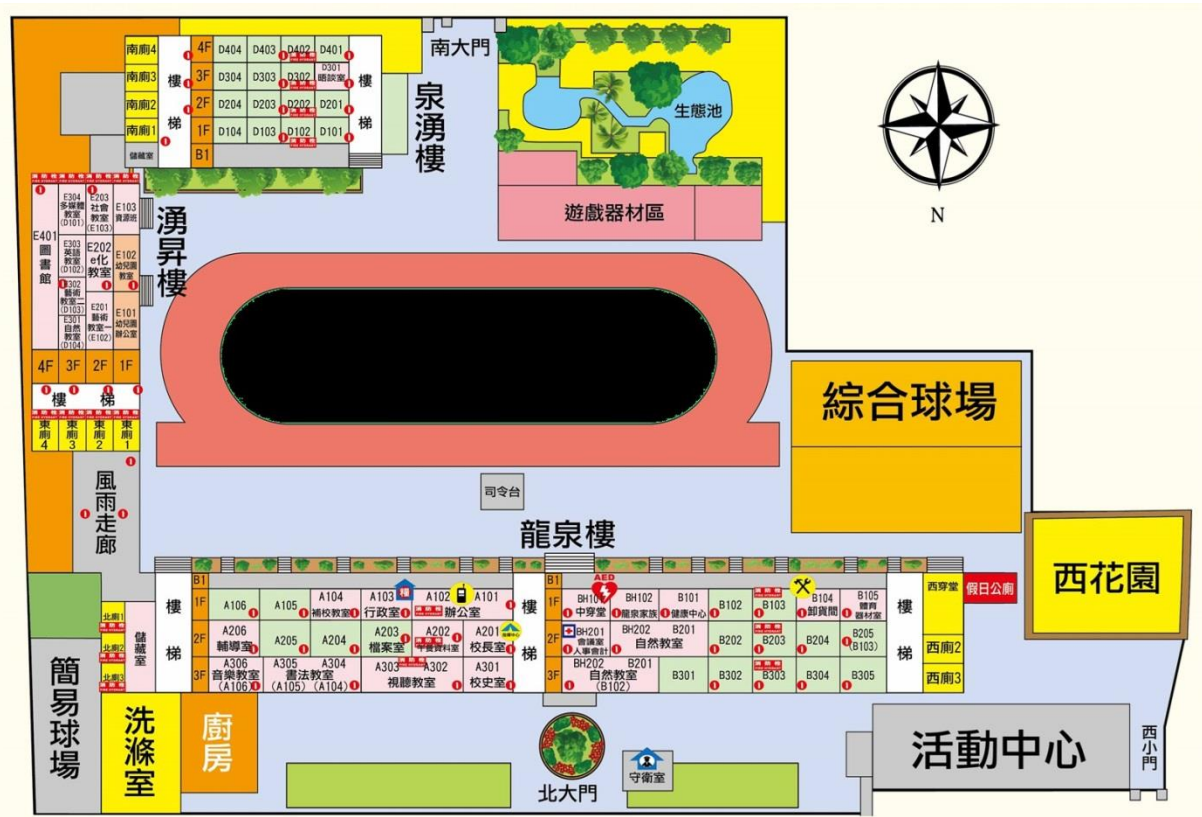 南大門
南廁4
4F
D404
D403
D402
D401
南廁3
3F
D304
D303
D302
D301
晤談室
南廁2
2F
D204
D203
D202
D201
南廁1
1F
D104
D103
D102
D101
儲藏室
B1
樓梯
樓梯
泉湧樓
生態池
遊戲器材區
N
湧昇樓
E401
圖書館
E304
多媒體
教室
(D101)
E203
社會
教室
(E103)
E103
資源班
E303
英語
教室
(D102)
E202
e化
教室
E102
幼兒園
教室
E302
藝術
教室二
(D103)
E301
自然
教室
(D104)
E201
藝術
教室一
(E102)
E101
幼兒園
辦公室
4F
3F
2F
1F
樓梯
東廁4
東廁3
東廁2
東廁1
風雨走廊
司令台
綜合球場
西花園
龍泉樓
簡易球場
北廁1
北廁2
北廁3
儲藏室
樓梯
B1
1F
A106
A105
A104
補校教室
A103
行政室
A102
A101
辦公室
2F
A206
輔導室
A205
A204
A203
檔案室
A202
A201
校長室
3F
A306
音樂教室
(A106)
A305
A304
書法教室
(A105)
(A104)
A303
A302
視聽教室
A301
校史室
樓梯
B1
AED
1F
BH101
中穿堂
BH102
龍泉家族
B101
健康中心
B102
B103
B104
卸貨間
B105
體育
器材室
2F
BH201
會議室
人事會計
BH202
B201
自然教室
B202
B203
B204
B205
(B103)
3F
BH202
B201
自然教室
(B102)
B301
B302
B303
B304
B305
樓梯
西穿堂
西廁2
西廁3
假日公廁
洗滌室
廚房
北大門
守衛室
活動中心
西小門